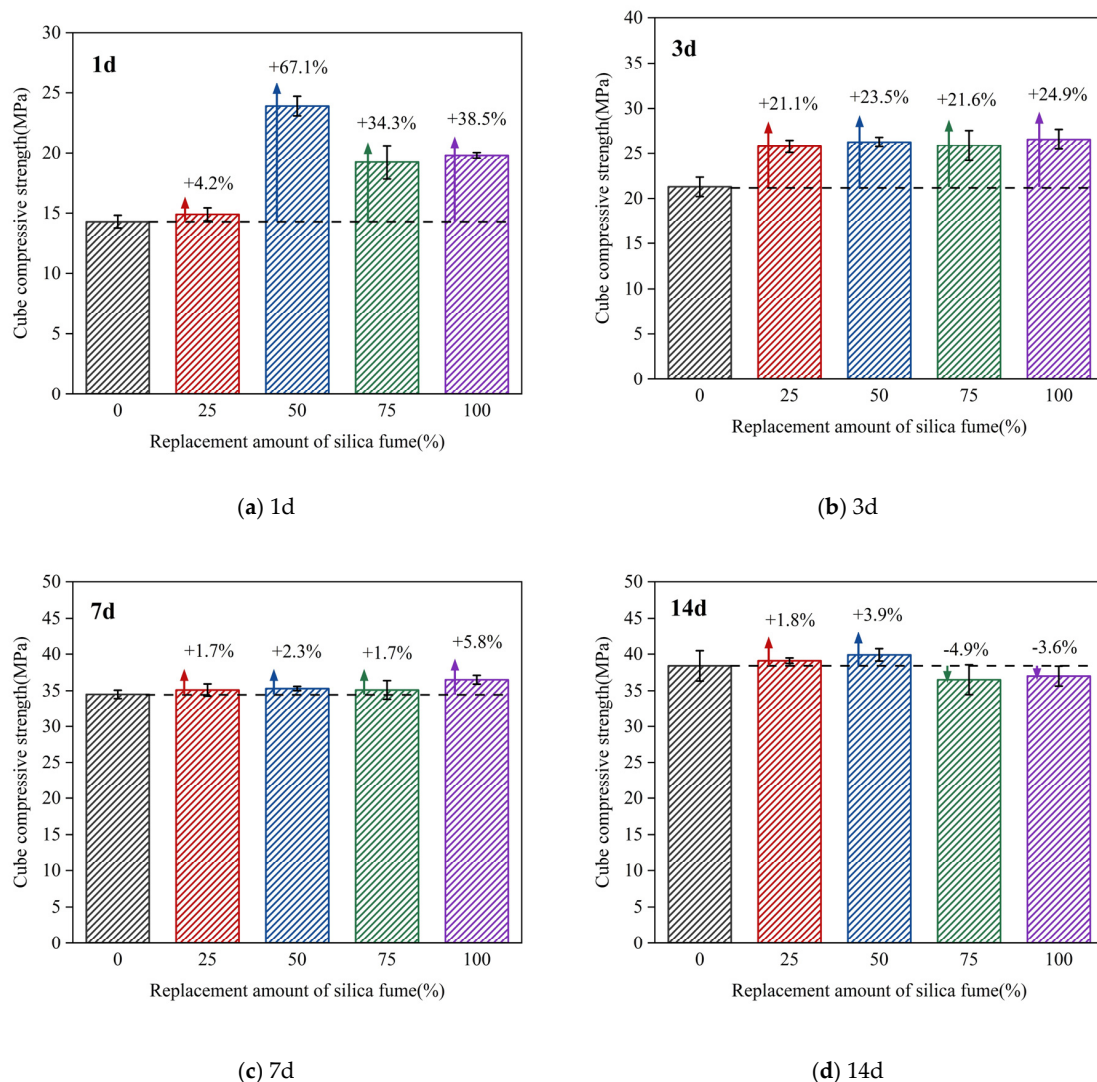 1d
+4.2%
+67.1%
+34.3%
+38.5%
Cube compressive strength(MPa)
30
25
20
15
10
5
0
0 25 50 75 100
Replacement amount of silica fume(%)
(a) 1d
3d
+21.1%
+23.5%
+21.6%
+24.9%
Cube compressive strength(MPa)
40
35
30
25
20
15
10
5
0
0 25 50 75 100
Replacement amount of silica fume(%)
(b) 3d
7d
+1.7%
+2.3%
+1.7%
+5.8%
Cube compressive strength(MPa)
50
45
40
35
30
25
20
15
10
5
0
0 25 50 75 100
Replacement amount of silica fume(%)
(c) 7d
14d
+1.8%
+3.9%
-4.9%
-3.6%
Cube compressive strength(MPa)
50
45
40
35
30
25
20
15
10
5
0
0 25 50 75 100
Replacement amount of silica fume(%)
(d) 14d